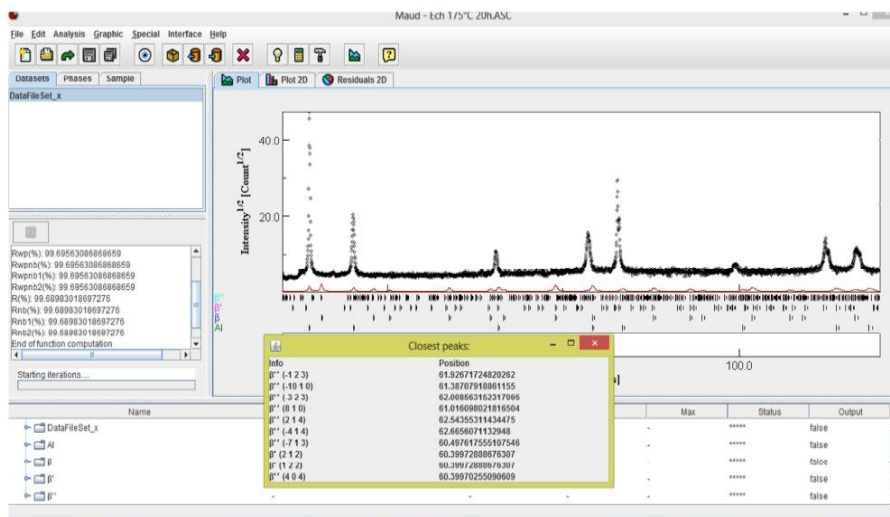 Maud - Ech 175°C 20h.ASC
File Edit Analysis Graphic Special Interface Help
Datasets Phases Sample
Plot Plot 2D Residuals 2D
DataFileSet_x
Intensity^1/2 [Count^1/2]
40.0
20.0
100.0
β''
β'
β
Al
Rwp(%): 99.69563086868659
Rwpnb(%): 99.69563086868659
Rwpnb1(%): 99.69563086868659
Rwpnb2(%): 99.69563086868659
R(%): 99.68983018697276
Rnb(%): 99.68983018697276
Rnb1(%): 99.68983018697276
Rnb2(%): 99.68983018697276
End of function computation
Starting iterations....
Closest peaks:
Info Position
β'' (-1 2 3) 61.92671724820262
β'' (-10 1 0) 61.38707918861155
β'' (-3 2 3) 62.008563152317095
β'' (8 1 0) 61.016098021816504
β'' (2 1 4) 62.54355311434475
β'' (-4 1 4) 62.6656071132948
β'' (-7 1 3) 60.497617555107546
β' (2 1 2) 60.39972888676307
β' (1 2 2) 60.39972888676307
β'' (4 0 4) 60.39970255090609
Name Max Status Output
DataFileSet_x - ***** false
Al - ***** false
β - ***** false
β' - ***** false
β'' - - - - ***** false